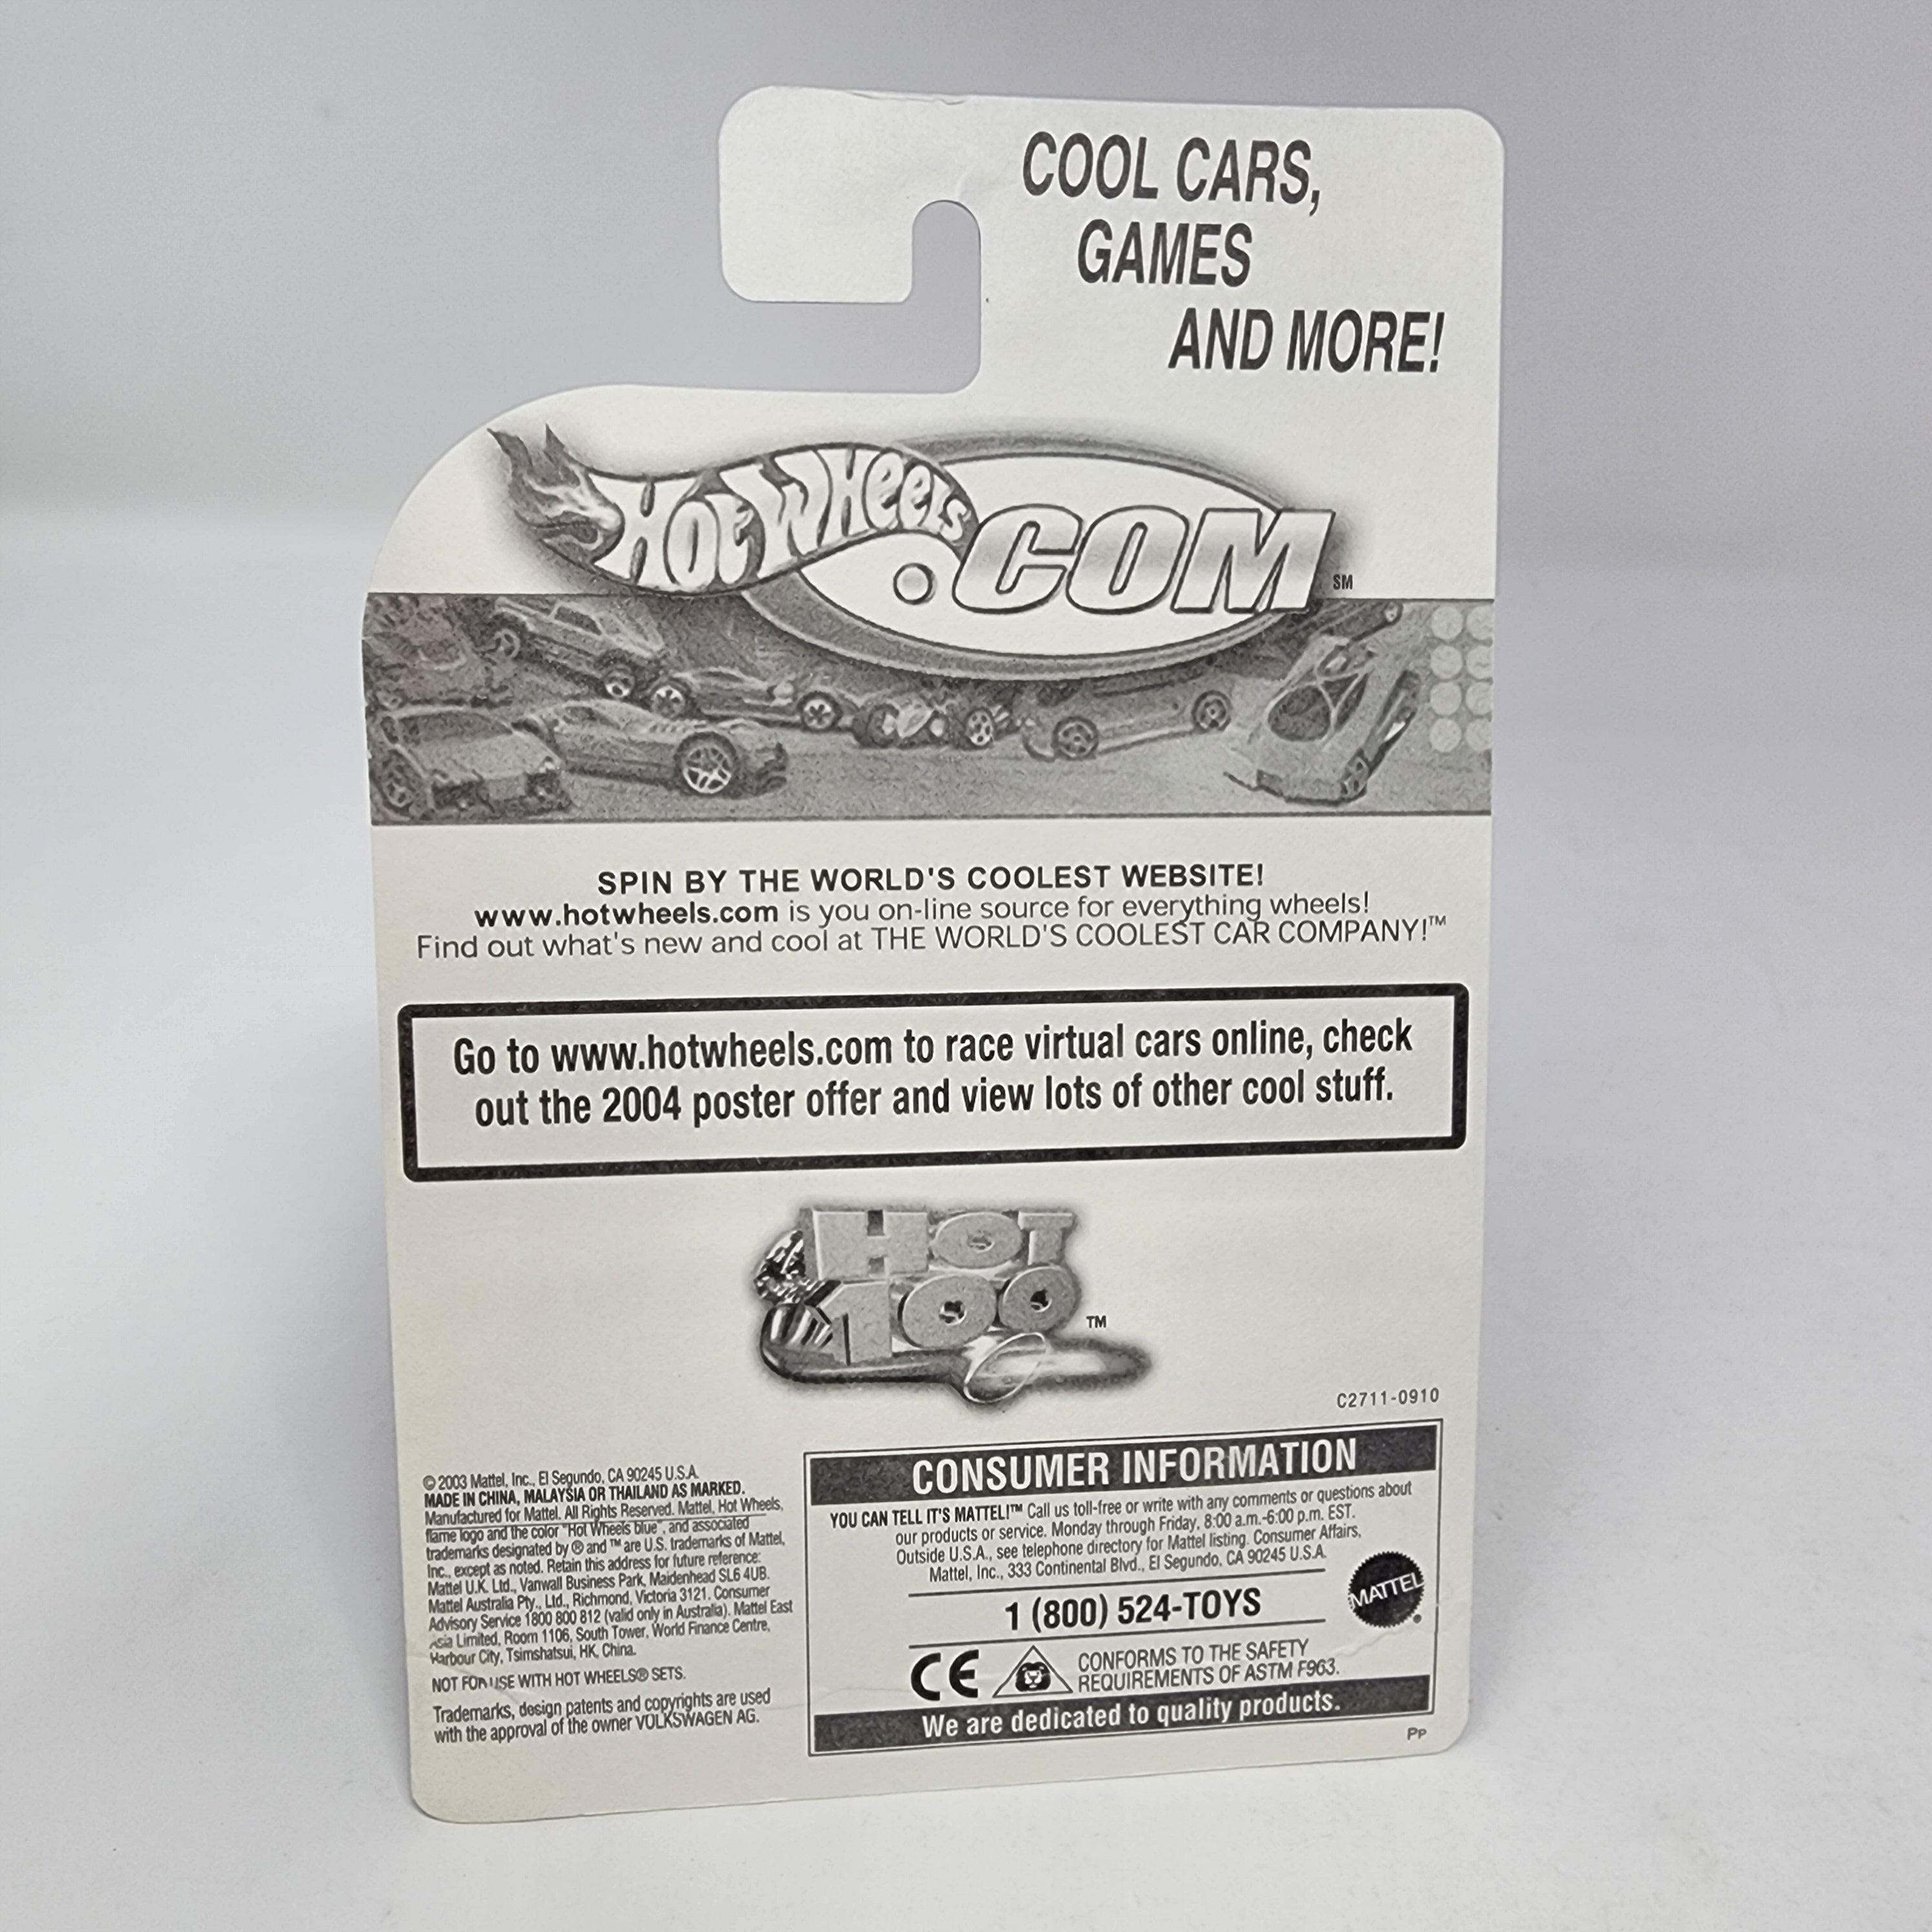 COOL CARS,
GAMES
AND MORE!
Hot Wheels
.COM SM
SPIN BY THE WORLD'S COOLEST WEBSITE!
www.hotwheels.com is you on-line source for everything wheels!
Find out what's new and cool at THE WORLD'S COOLEST CAR COMPANY!™
Go to www.hotwheels.com to race virtual cars online, check
out the 2004 poster offer and view lots of other cool stuff.
HOT
100 ™
C2711-0910
© 2003 Mattel, Inc., El Segundo, CA 90245 U.S.A.
MADE IN CHINA, MALAYSIA OR THAILAND AS MARKED.
Manufactured for Mattel. All Rights Reserved. Mattel, Hot Wheels,
flame logo and the color "Hot Wheels blue", and associated
trademarks designated by ® and ™ are U.S. trademarks of Mattel,
Inc., except as noted. Retain this address for future reference:
Mattel U.K. Ltd., Vanwall Business Park, Maidenhead SL6 4UB.
Mattel Australia Pty., Ltd., Richmond, Victoria 3121. Consumer
Advisory Service 1800 800 812 (valid only in Australia). Mattel East
Asia Limited, Room 1106, South Tower, World Finance Centre,
Harbour City, Tsimshatsui, HK, China.
NOT FOR USE WITH HOT WHEELS® SETS.
Trademarks, design patents and copyrights are used
with the approval of the owner VOLKSWAGEN AG.
CONSUMER INFORMATION
YOU CAN TELL IT'S MATTEL!™ Call us toll-free or write with any comments or questions about
our products or service. Monday through Friday, 8:00 a.m.-6:00 p.m. EST.
Outside U.S.A., see telephone directory for Mattel listing. Consumer Affairs,
Mattel, Inc., 333 Continental Blvd., El Segundo, CA 90245 U.S.A.
1 (800) 524-TOYS
MATTEL ®
CE
CONFORMS TO THE SAFETY
REQUIREMENTS OF ASTM F963.
We are dedicated to quality products.
PP